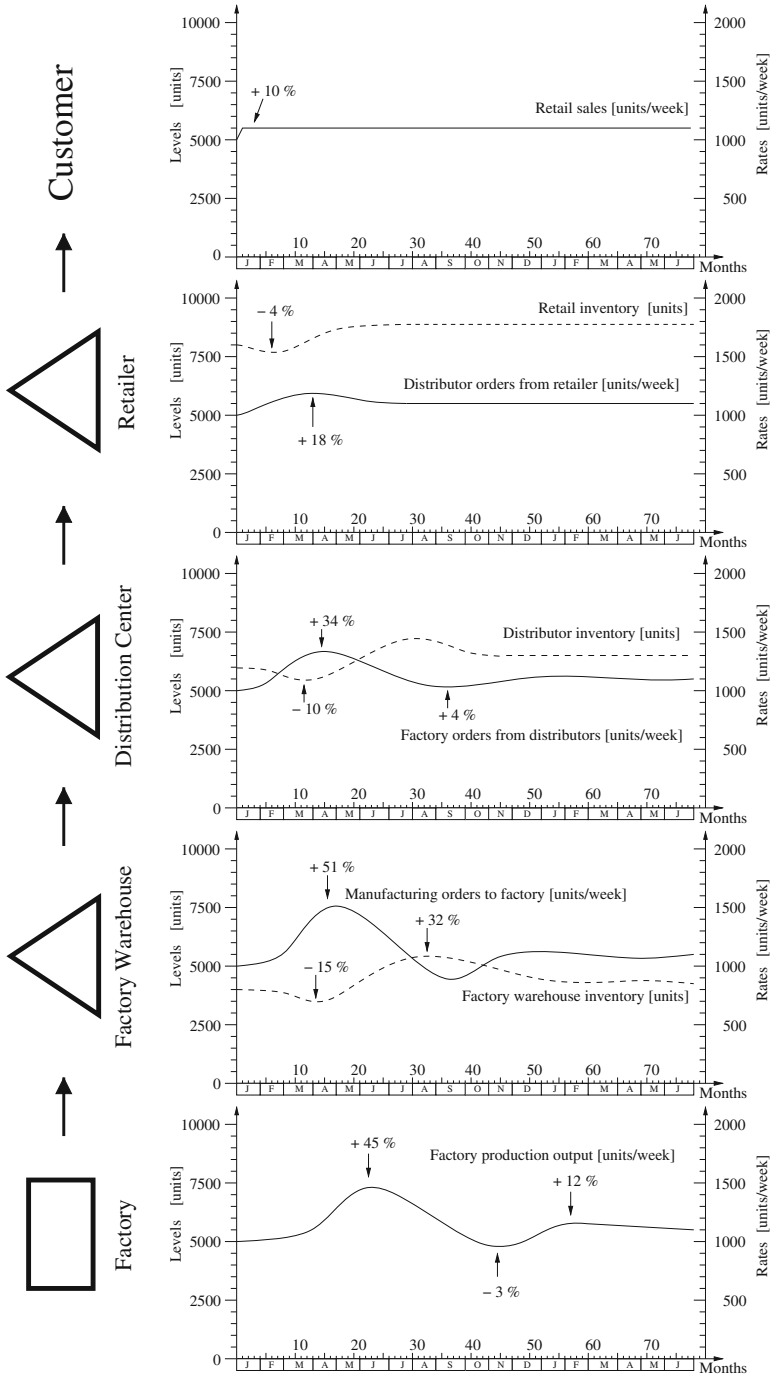 Customer
Retailer
Distribution Center
Factory Warehouse
Factory
10000
7500
5000
2500
0
Levels [units]
+ 10 %
Retail sales [units/week]
2000
1500
1000
500
Rates [units/week]
10 20 30 40 50 60 70
J F M A M J J A S O N D J F M A M J
Months
10000
7500
5000
2500
0
Levels [units]
– 4 %
Retail inventory [units]
Distributor orders from retailer [units/week]
+ 18 %
2000
1500
1000
500
Rates [units/week]
10 20 30 40 50 60 70
J F M A M J J A S O N D J F M A M J
Months
10000
7500
5000
2500
0
Levels [units]
+ 34 %
Distributor inventory [units]
– 10 %
+ 4 %
Factory orders from distributors [units/week]
2000
1500
1000
500
Rates [units/week]
10 20 30 40 50 60 70
J F M A M J J A S O N D J F M A M J
Months
10000
7500
5000
2500
0
Levels [units]
+ 51 %
Manufacturing orders to factory [units/week]
+ 32 %
– 15 %
Factory warehouse inventory [units]
2000
1500
1000
500
Rates [units/week]
10 20 30 40 50 60 70
J F M A M J J A S O N D J F M A M J
Months
10000
7500
5000
2500
0
Levels [units]
+ 45 %
Factory production output [units/week]
+ 12 %
– 3 %
2000
1500
1000
500
Rates [units/week]
10 20 30 40 50 60 70
J F M A M J J A S O N D J F M A M J
Months